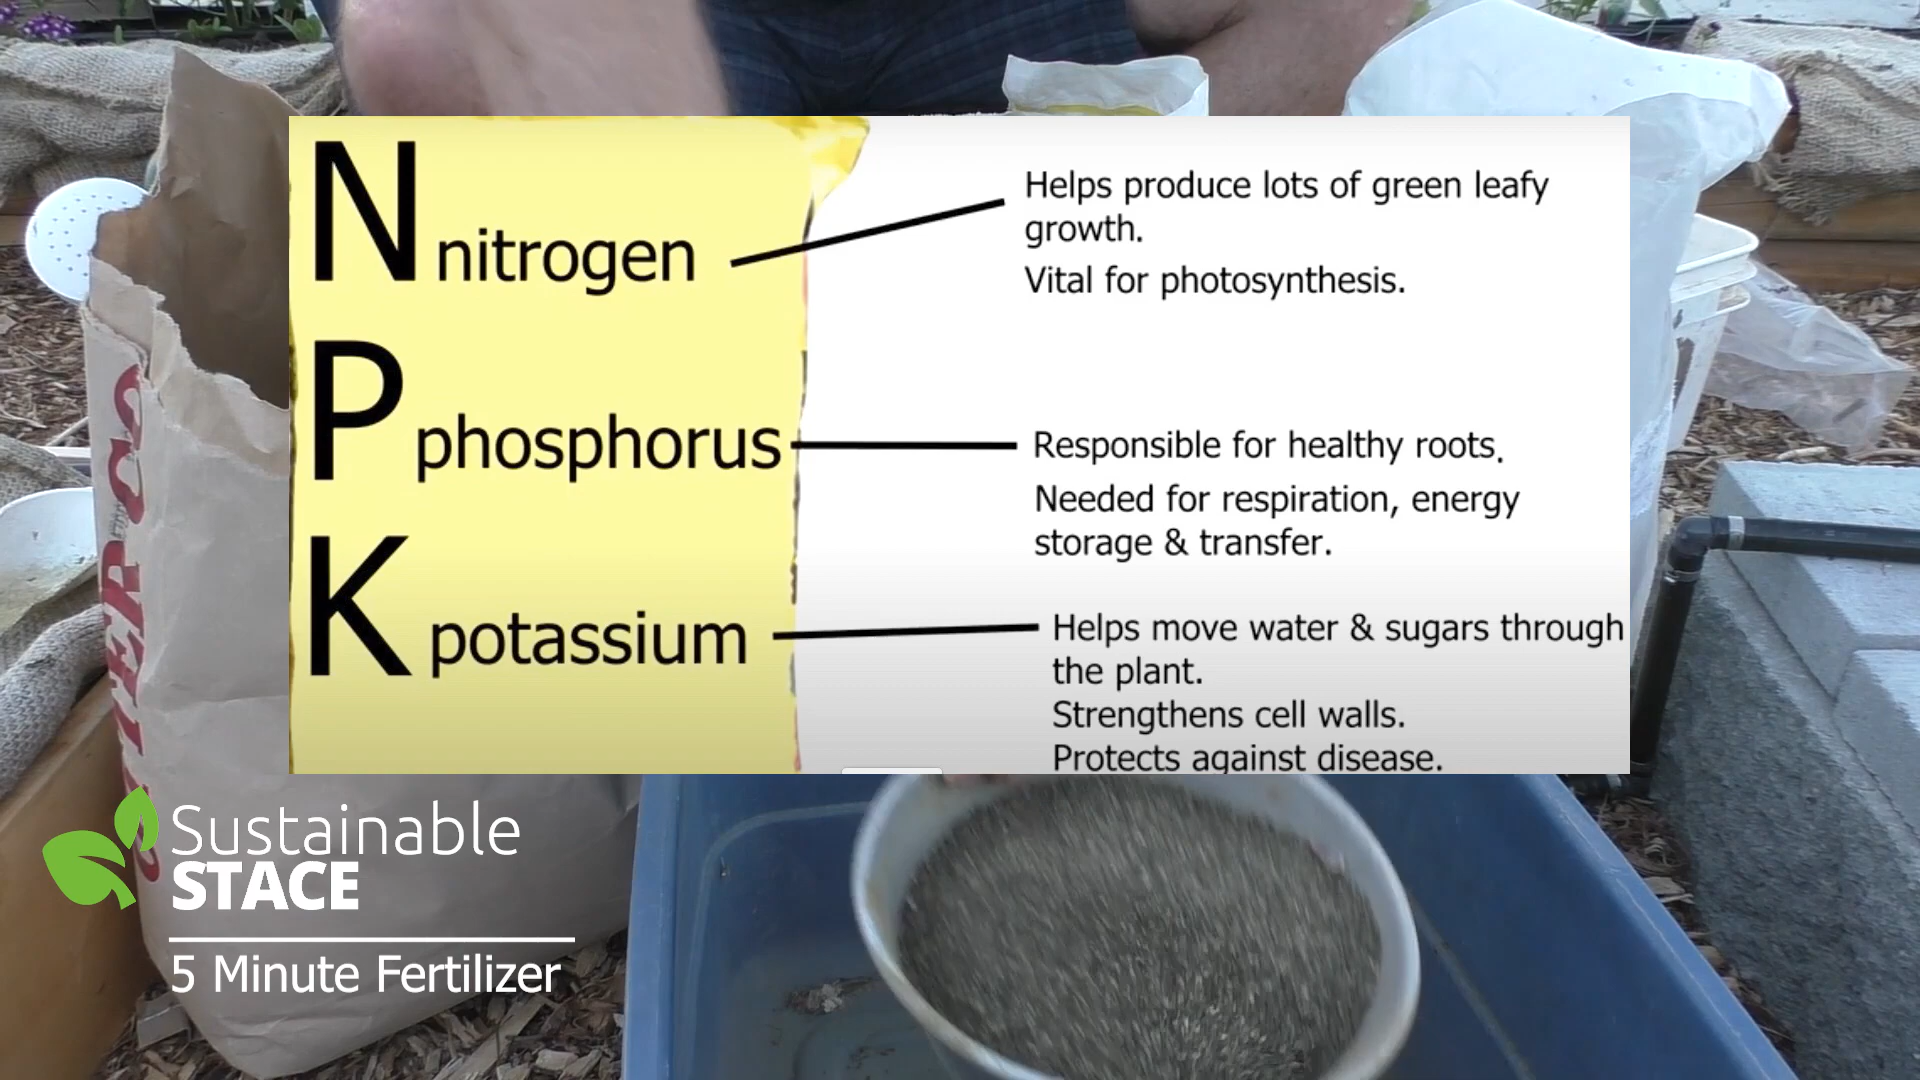 N nitrogen
Helps produce lots of green leafy
growth.
Vital for photosynthesis.
P phosphorus
Responsible for healthy roots.
Needed for respiration, energy
storage & transfer.
K potassium
Helps move water & sugars through
the plant.
Strengthens cell walls.
Protects against disease.
Sustainable
STACE
5 Minute Fertilizer